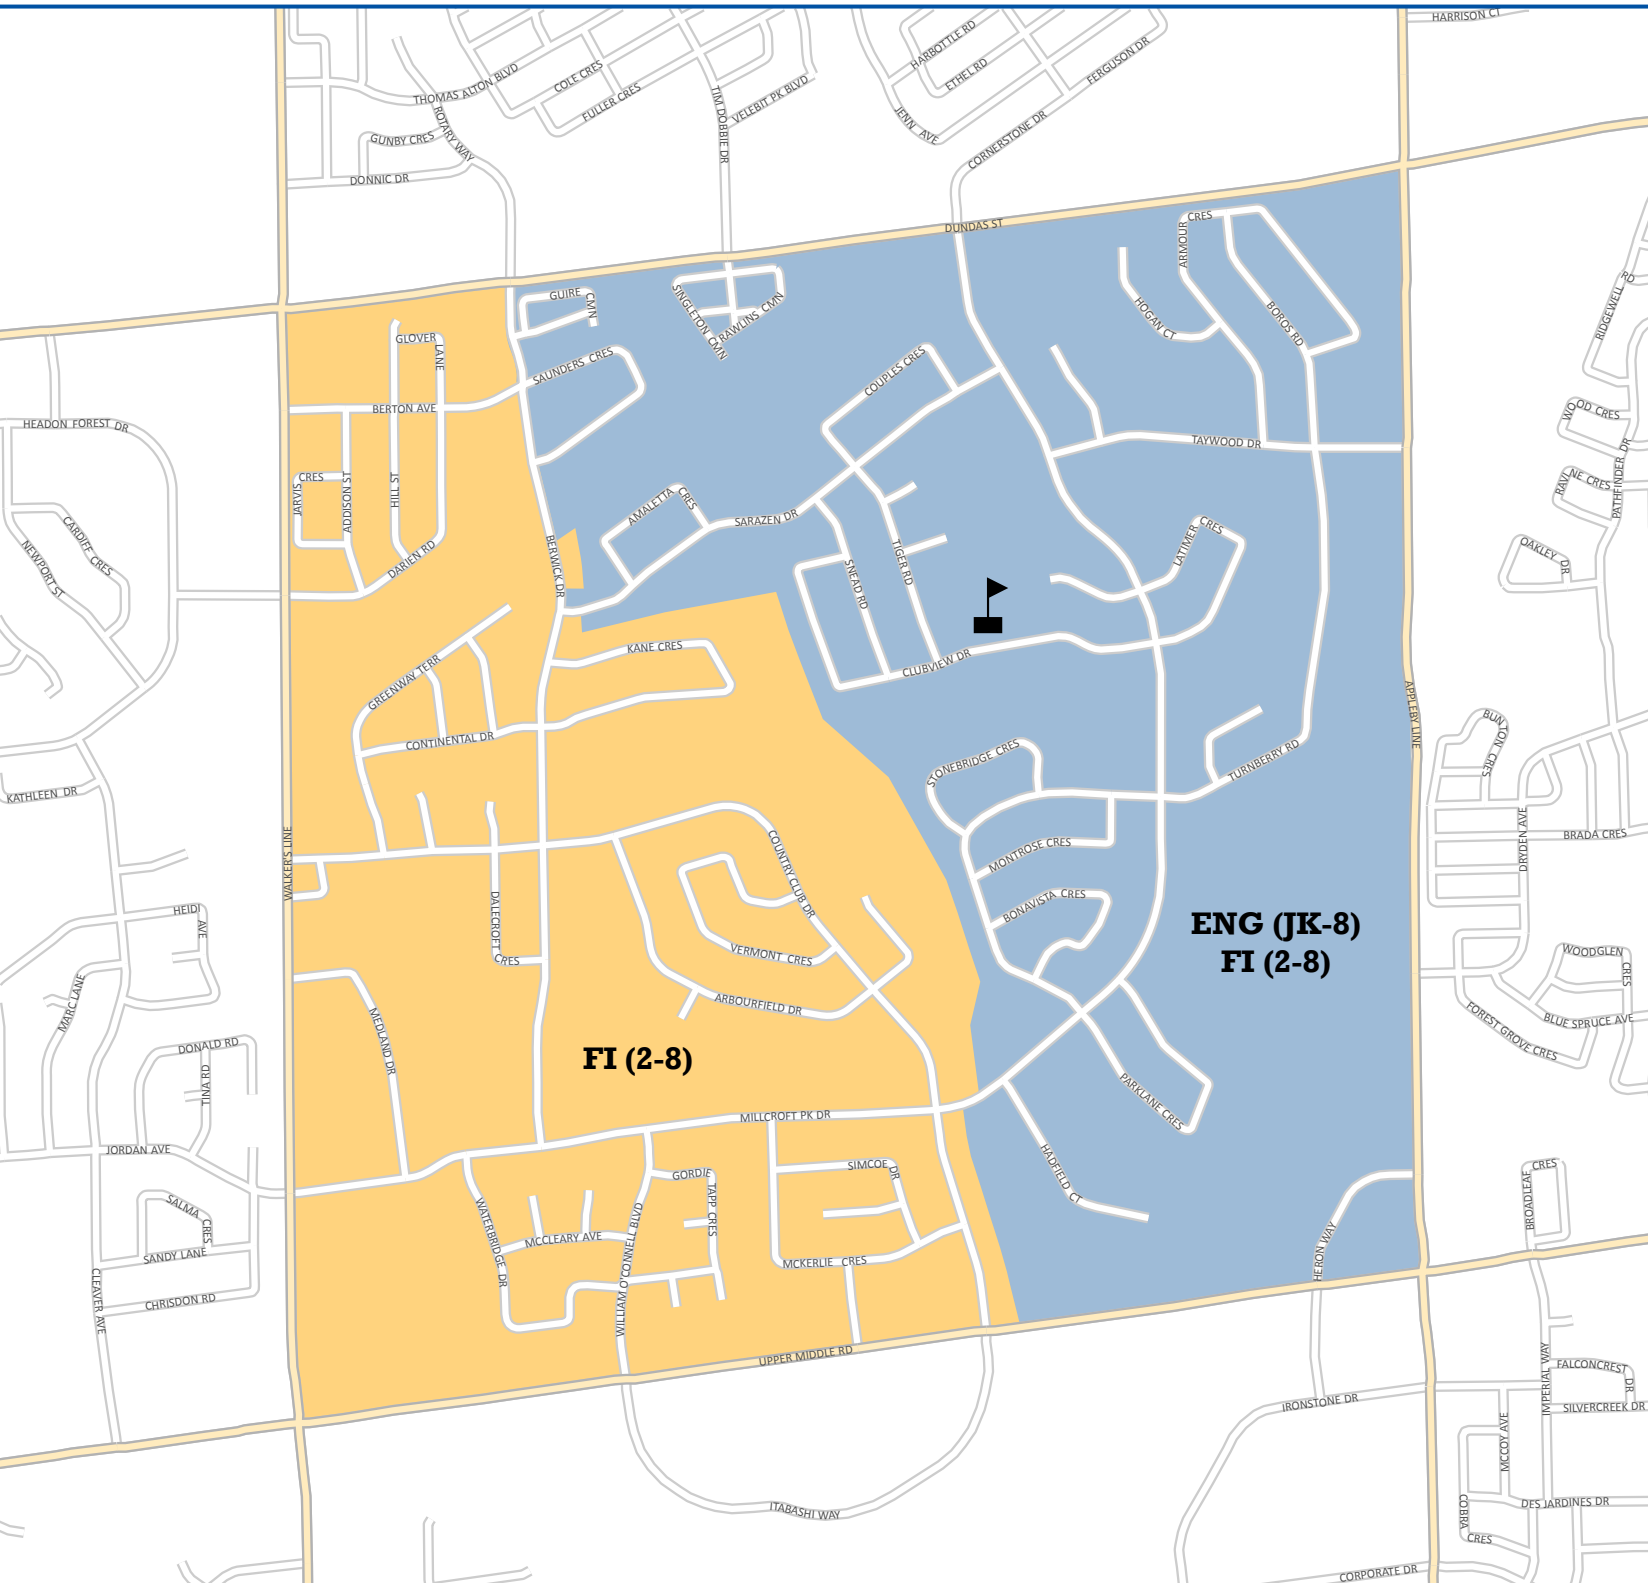 HARRISON CT
HARBOTTLE RD
ETHEL RD
FERGUSON DR
THOMAS ALTON BLVD
COLE CRES
FULLER CRES
TIM DOBBIE DR
VELEBIT PK BLVD
JENN AVE
CORNERSTONE DR
ROTARY WAY
GUNBY CRES
DONNIC DR
DUNDAS ST
ARMOUR CRES
HOGAN CT
BOROS RD
RIDGEWELL RD
GUIRE CMN
SINGLETON CMN
RAWLINS CMN
GLOVER LANE
SAUNDERS CRES
COUPLES CRES
BERTON AVE
HEADON FOREST DR
TAYWOOD DR
WOOD CRES
RAVINE CRES
PATHFINDER DR
JARVIS CRES
ADDISON ST
HILL ST
DARIEN RD
AMALETTA CRES
SARAZEN DR
BERWICK DR
SNEAD RD
TIGER RD
LATIMER CRES
OAKLEY DR
CARDIFF CRES
NEWPORT ST
KANE CRES
CLUBVIEW DR
GREENWAY TERR
CONTINENTAL DR
APPLEBY LINE
BUNTON CRES
STONEBRIDGE CRES
TURNBERRY RD
KATHLEEN DR
WALKER'S LINE
COUNTRY CLUB DR
MONTROSE CRES
DRYDEN AVE
BRADA CRES
BONAVISTA CRES
HEIDI AVE
DALECROFT CRES
VERMONT CRES
ARBOURFIELD DR
ENG (JK-8)
FI (2-8)
WOODGLEN CRES
MARC LANE
MEDLAND DR
BLUE SPRUCE AVE
FOREST GROVE CRES
DONALD RD
TINA RD
FI (2-8)
PARKLANE CRES
MILLCROFT PK DR
JORDAN AVE
HADFIELD CT
SIMCOE DR
GORDIE TAPP CRES
BROADLEAF CRES
SALMA CRES
SANDY LANE
WATERBRIDGE DR
MCCLEARY AVE
WILLIAM O'CONNELL BLVD
MCKERLIE CRES
HERON WAY
CLEAVER AVE
CHRISDON RD
UPPER MIDDLE RD
IMPERIAL WAY
FALCONCREST DR
IRONSTONE DR
SILVERCREEK DR
MCCOY AVE
ITABASHI WAY
COBRA CRES
DES JARDINES DR
CORPORATE DR